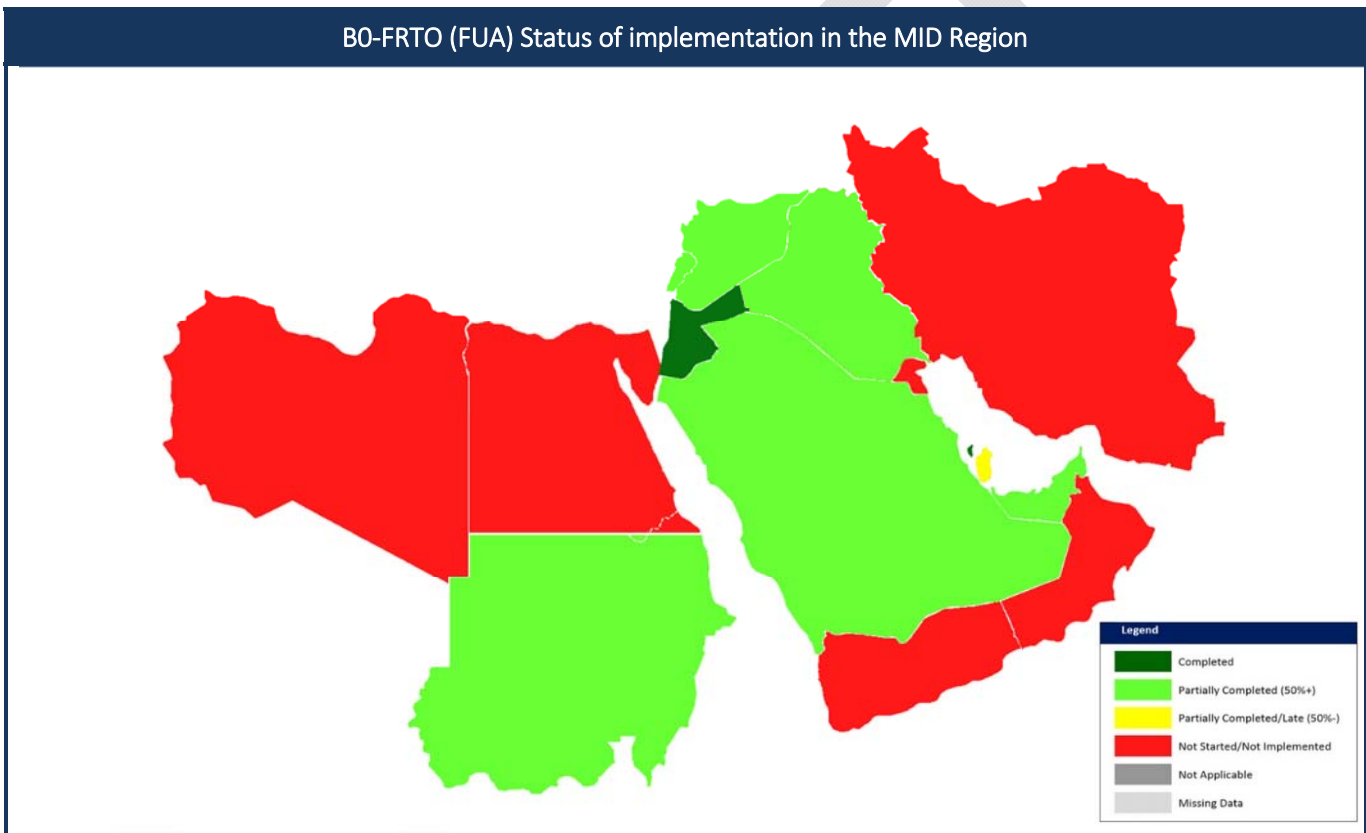 B0-FRTO (FUA) Status of implementation in the MID Region
Legend
Completed
Partially Completed (50%+)
Partially Completed/Late (50%-)
Not Started/Not Implemented
Not Applicable
Missing Data